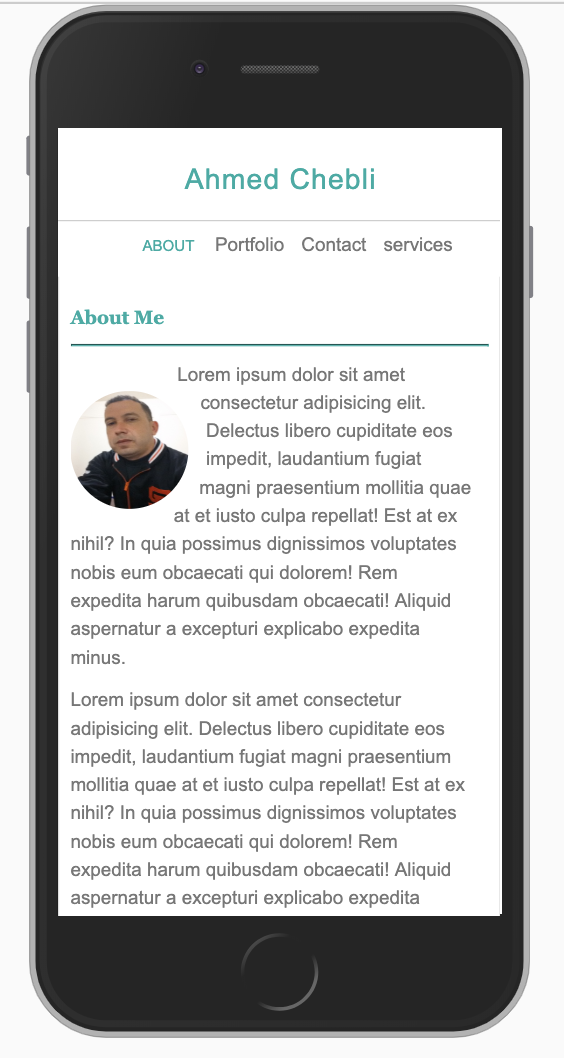 Ahmed Chebli
ABOUT Portfolio Contact services
About Me
Lorem ipsum dolor sit amet
consectetur adipisicing elit.
Delectus libero cupiditate eos
impedit, laudantium fugiat
magni praesentium mollitia quae
at et iusto culpa repellat! Est at ex
nihil? In quia possimus dignissimos voluptates
nobis eum obcaecati qui dolorem! Rem
expedita harum quibusdam obcaecati! Aliquid
aspernatur a excepturi explicabo expedita
minus.
Lorem ipsum dolor sit amet consectetur
adipisicing elit. Delectus libero cupiditate eos
impedit, laudantium fugiat magni praesentium
mollitia quae at et iusto culpa repellat! Est at ex
nihil? In quia possimus dignissimos voluptates
nobis eum obcaecati qui dolorem! Rem
expedita harum quibusdam obcaecati! Aliquid
aspernatur a excepturi explicabo expedita